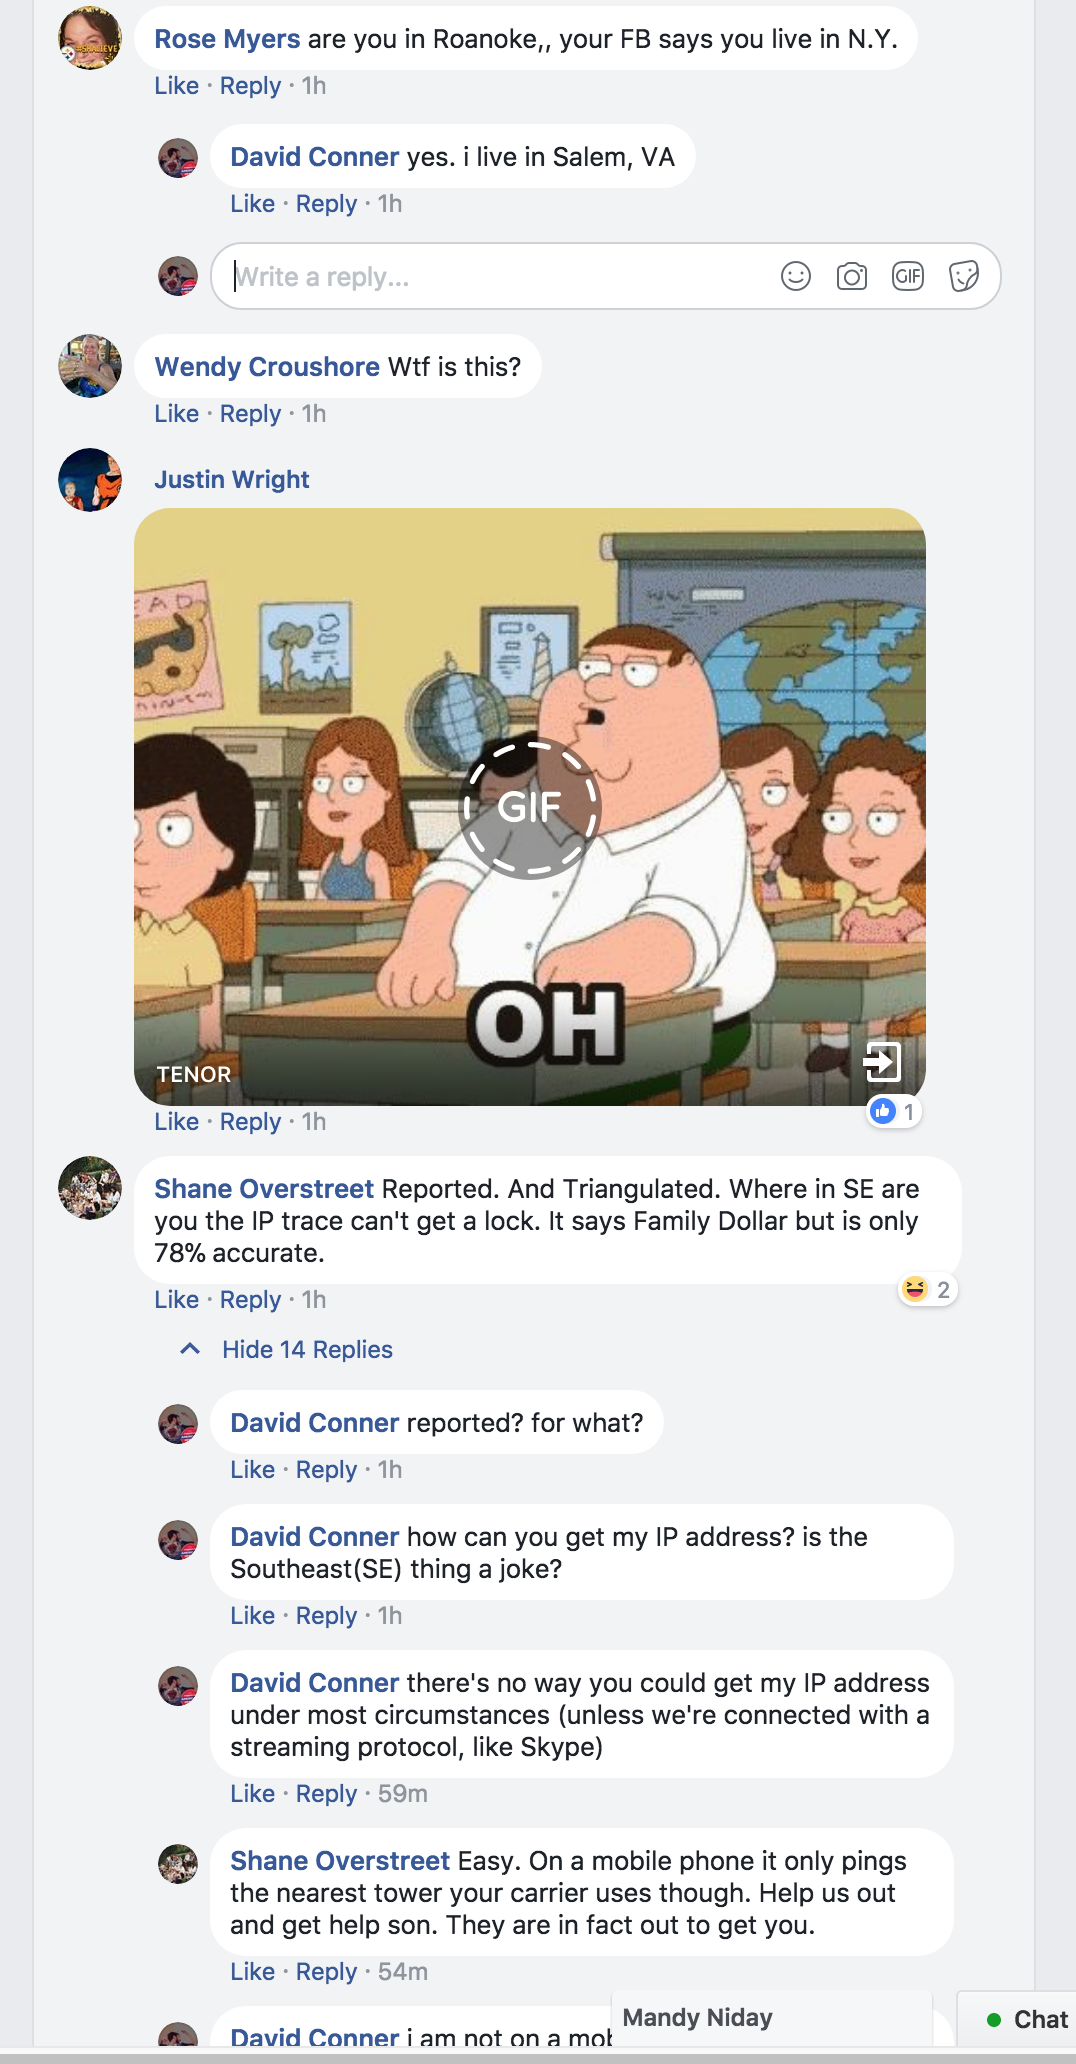 #SHALIEVE
Rose Myers are you in Roanoke,, your FB says you live in N.Y.
Like · Reply · 1h
David Conner yes. i live in Salem, VA
Like · Reply · 1h
Write a reply...
GIF
Wendy Croushore Wtf is this?
Like · Reply · 1h
Justin Wright
EAD
GIF
OH
TENOR
1
Like · Reply · 1h
Shane Overstreet Reported. And Triangulated. Where in SE are
you the IP trace can't get a lock. It says Family Dollar but is only
78% accurate.
2
Like · Reply · 1h
Hide 14 Replies
David Conner reported? for what?
Like · Reply · 1h
David Conner how can you get my IP address? is the
Southeast(SE) thing a joke?
Like · Reply · 1h
David Conner there's no way you could get my IP address
under most circumstances (unless we're connected with a
streaming protocol, like Skype)
Like · Reply · 59m
Shane Overstreet Easy. On a mobile phone it only pings
the nearest tower your carrier uses though. Help us out
and get help son. They are in fact out to get you.
Like · Reply · 54m
David Conner i am not on a mob
Mandy Niday
Chat